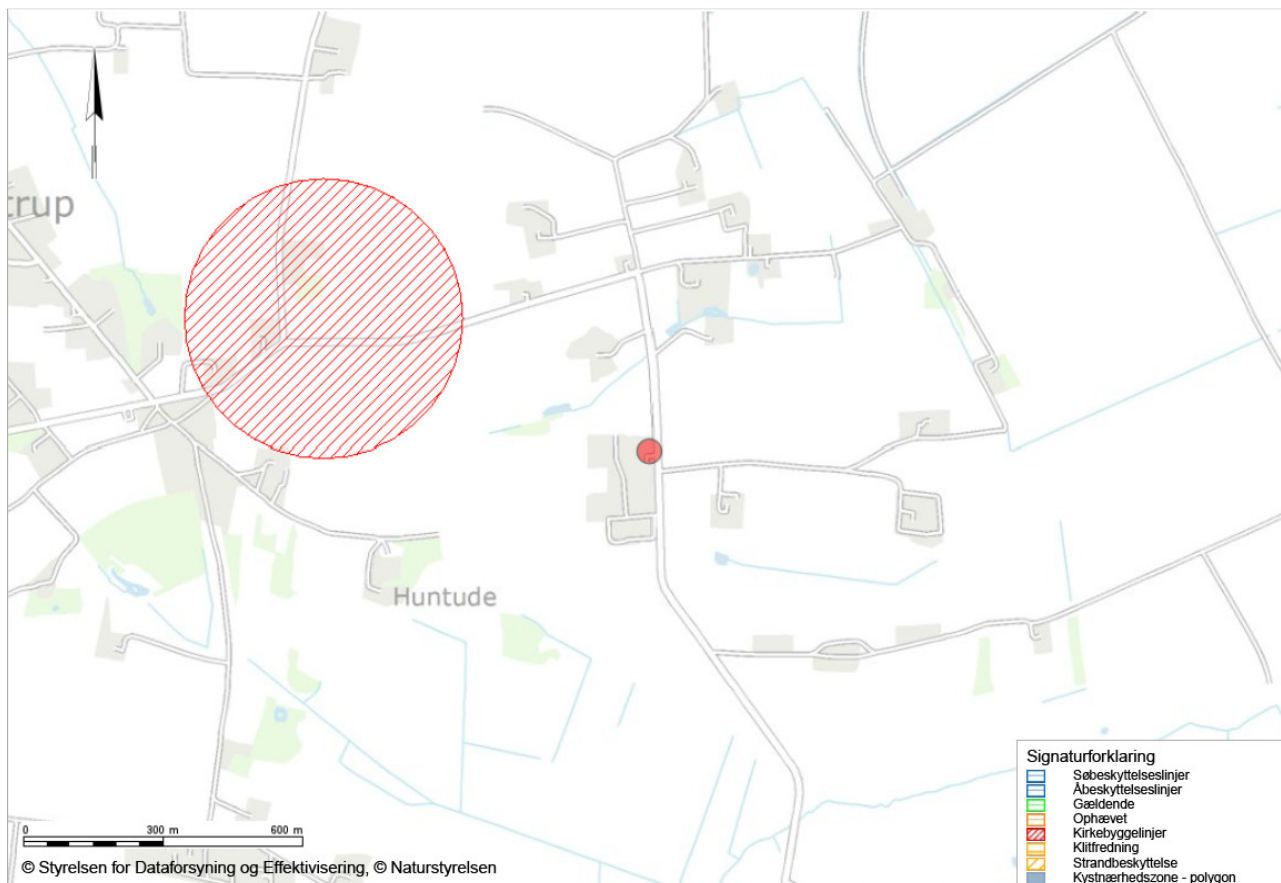 trup
Huntude
Signaturforklaring
Søbeskyttelseslinjer
Åbeskyttelseslinjer
Gældende
Ophævet
Kirkebyggelinjer
Klitfredning
Strandbeskyttelse
Kystnærhedszone - polygon
0 300 m 600 m
© Styrelsen for Dataforsyning og Effektivisering, © Naturstyrelsen